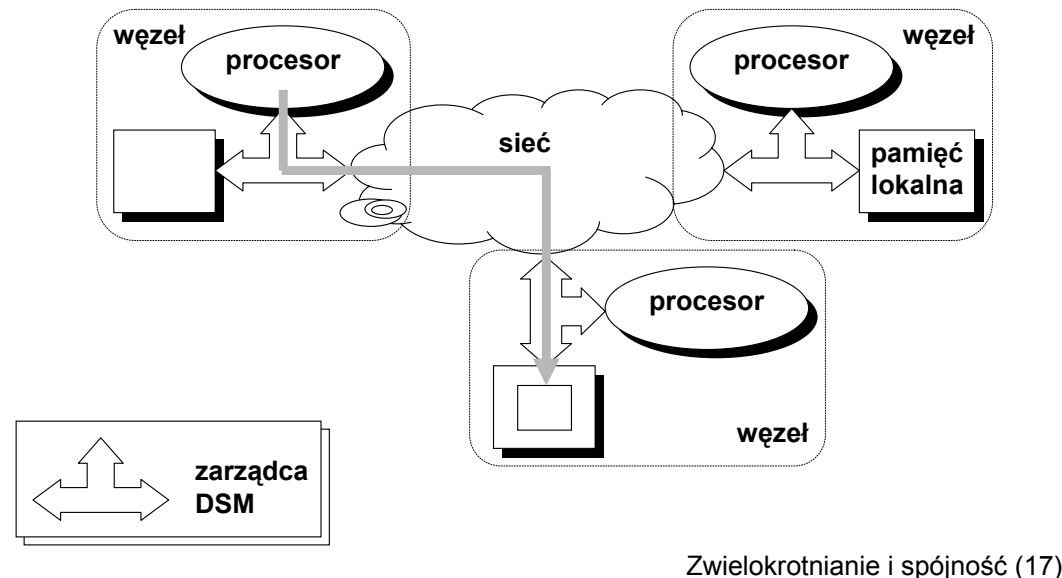 węzeł
procesor
sieć
procesor
węzeł
pamięć
lokalna
procesor
węzeł
zarządca
DSM
Zwielokrotnianie i spójność (17)